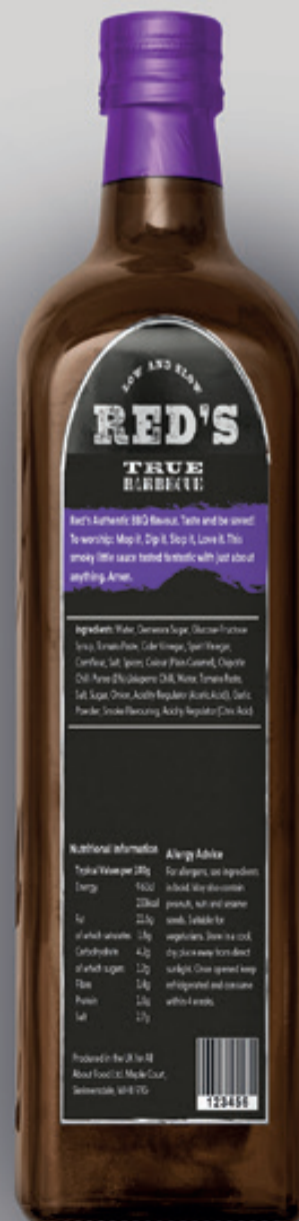 LOW AND SLOW
RED'S
TRUE
BARBECUE
Red's Authentic BBQ flavour. Taste and be saved!
To worship: Mop it, Dip it, Slop it, Love it. This
smoky little sauce tasted fantastic with just about
anything. Amen.
Ingredients: Water, Demerara Sugar, Glucose-Fructose
Syrup, Tomato Paste, Cider Vinegar, Spirit Vinegar,
Cornflour, Salt, Spices, Colour (Plain Caramel), Chipotle
Chilli Puree (Jalapeno Chilli, Water, Tomato Paste,
Salt, Sugar, Onion, Acidity Regulator (Acetic Acid)), Garlic
Powder, Smoke Flavouring, Acidity Regulator (Citric Acid)
Nutritional Information
Typical Values per 100g
Energy
Fat
of which saturates
Carbohydrate
of which sugars
Fibre
Protein
Salt
Allergy Advice
For allergens, see ingredients
in bold. May also contain
peanuts, nuts and sesame
seeds. Suitable for
vegetarians. Store in a cool,
dry place away from direct
sunlight. Once opened keep
refrigerated and consume
within 4 weeks.
Produced in the UK for All
About Food Ltd, Maple Court,
123456